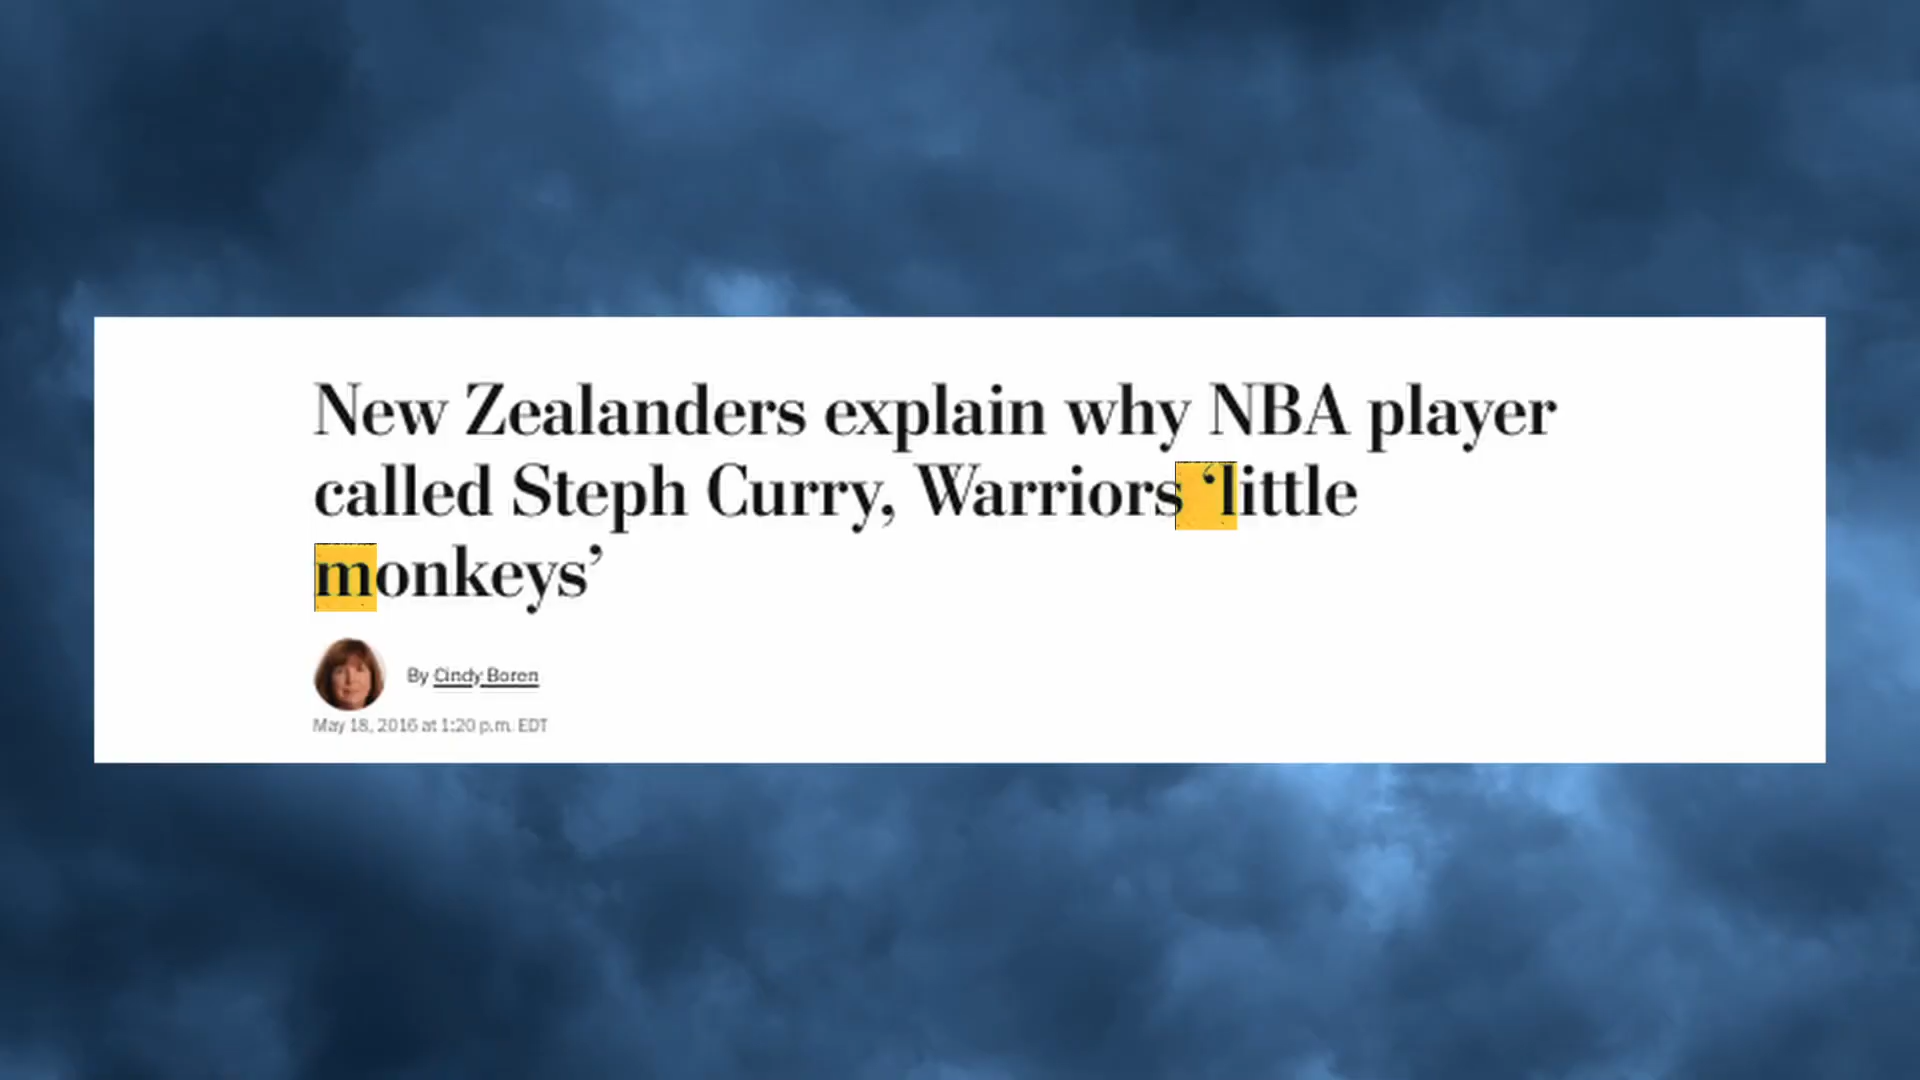 New Zealanders explain why NBA player
called Steph Curry, Warriors ‘little
monkeys’
By Cindy Boren
May 18, 2016 at 1:20 p.m. EDT